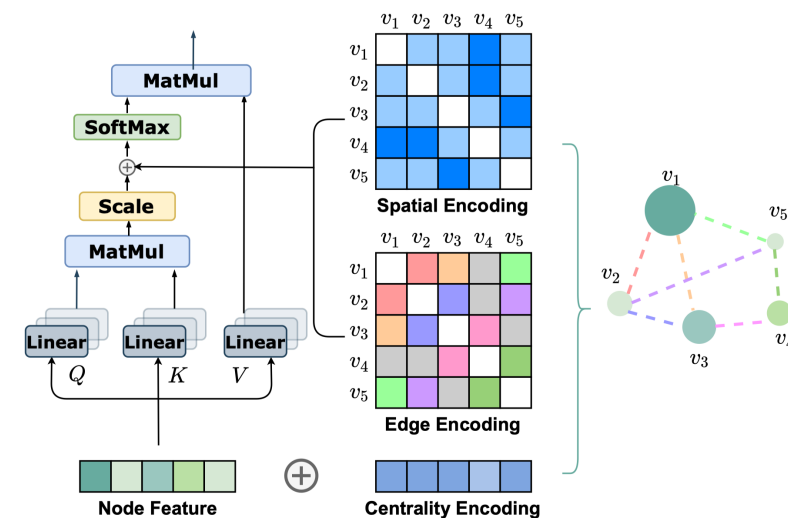 v₁ v₂ v₃ v₄ v₅
MatMul
v₁
v₂
SoftMax
v₃
v₄
v₅
Scale
Spatial Encoding
MatMul
v₁ v₂ v₃ v₄ v₅
v₁
v₂
Linear Linear Linear
v₃
Q K V
v₄
v₅
Edge Encoding
Node Feature
Centrality Encoding
v₁
v₅
v₂
v₃